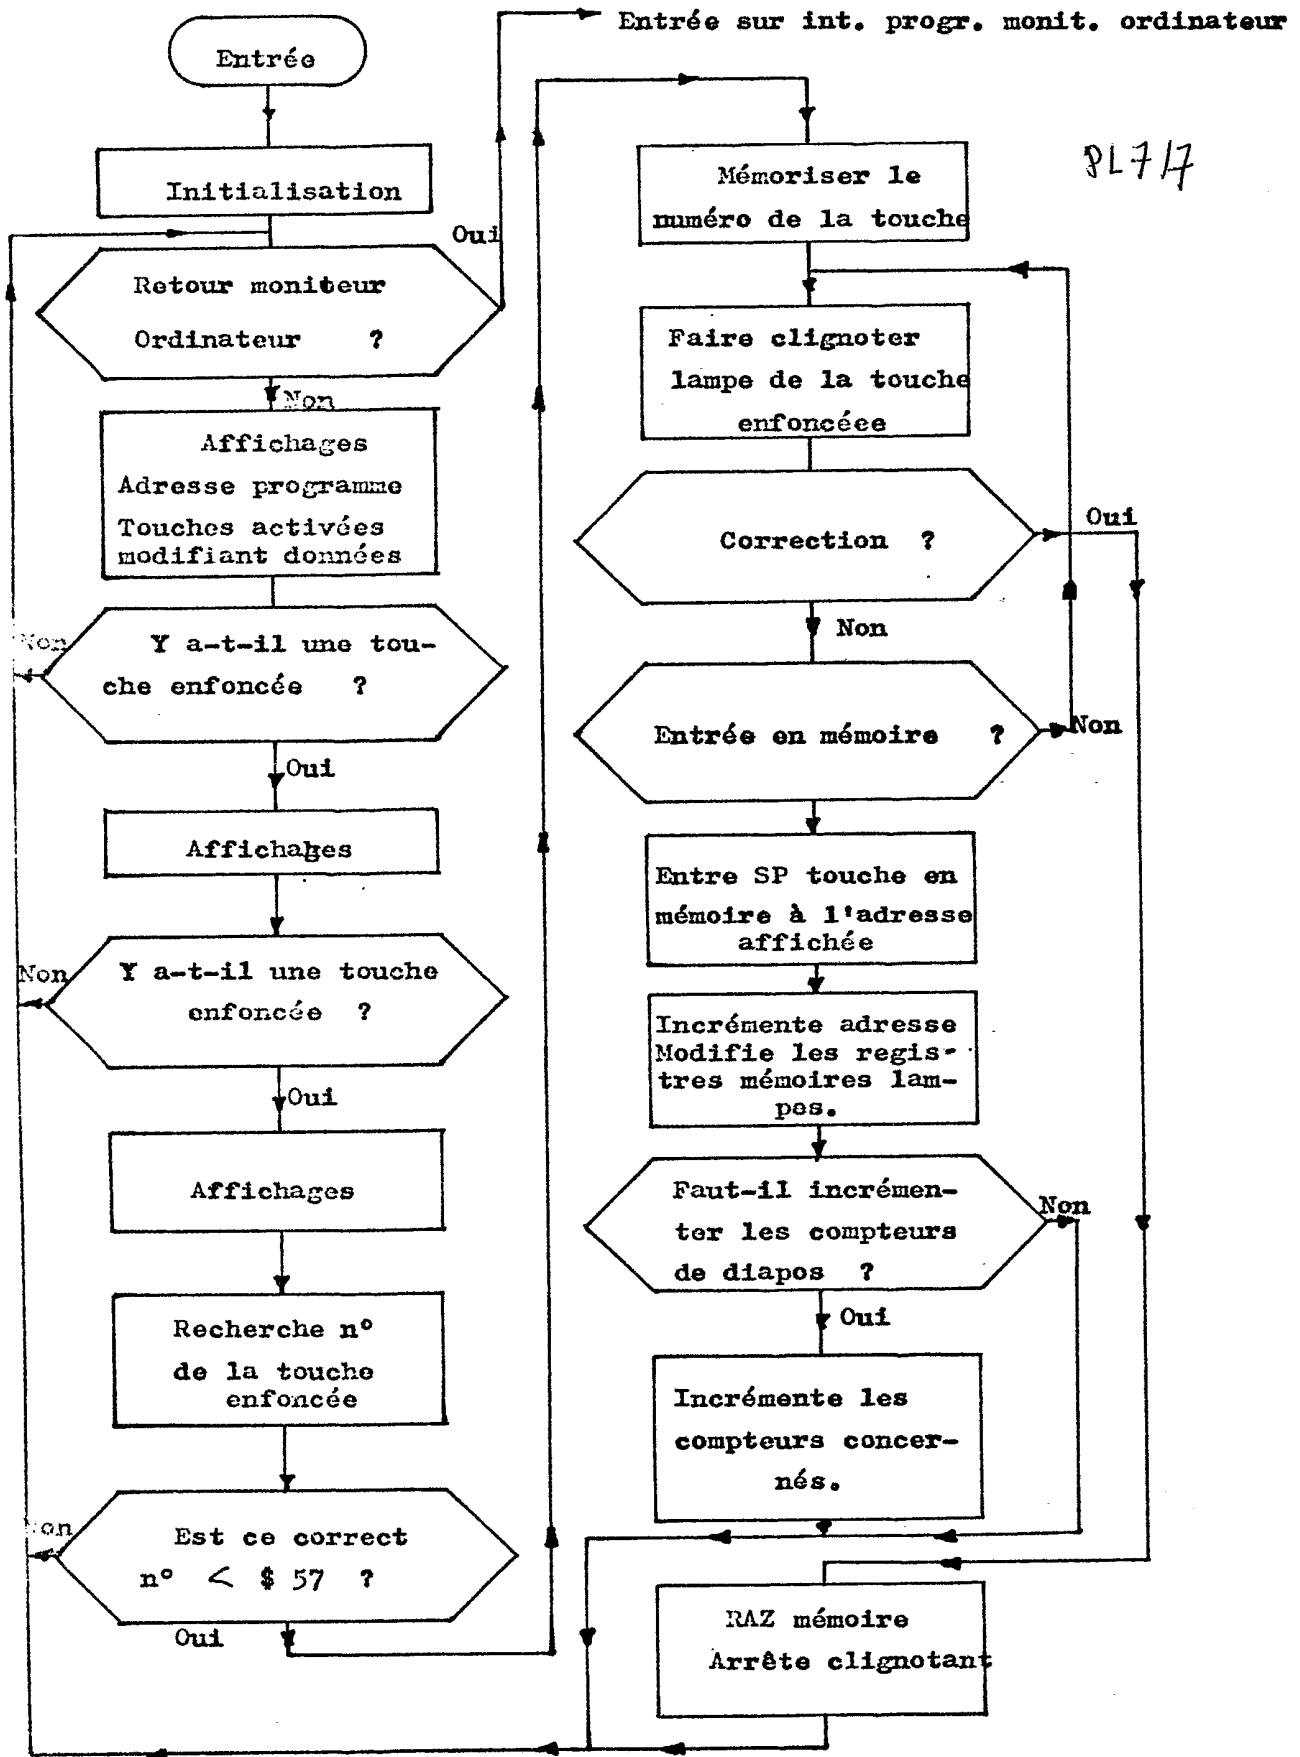 Entrée
Initialisation
Retour moniteur
Ordinateur ?
Oui
Entrée sur int. progr. monit. ordinateur
Non
Affichages
Adresse programme
Touches activées
modifiant données
Y a-t-il une tou-
che enfoncée ?
Non
Oui
Affichages
Y a-t-il une touche
enfoncée ?
Non
Oui
Affichages
Recherche n°
de la touche
enfoncée
Est ce correct
n° < $ 57 ?
Non
Oui
PL7/7
Mémoriser le
numéro de la touche
Faire clignoter
lampe de la touche
enfoncéee
Correction ?
Oui
Non
Entrée en mémoire ?
Non
Entre SP touche en
mémoire à l'adresse
affichée
Incrémente adresse
Modifie les regis-
tres mémoires lam-
pes.
Faut-il incrémen-
ter les compteurs
de diapos ?
Non
Oui
Incrémente les
compteurs concer-
nés.
RAZ mémoire
Arrête clignotant